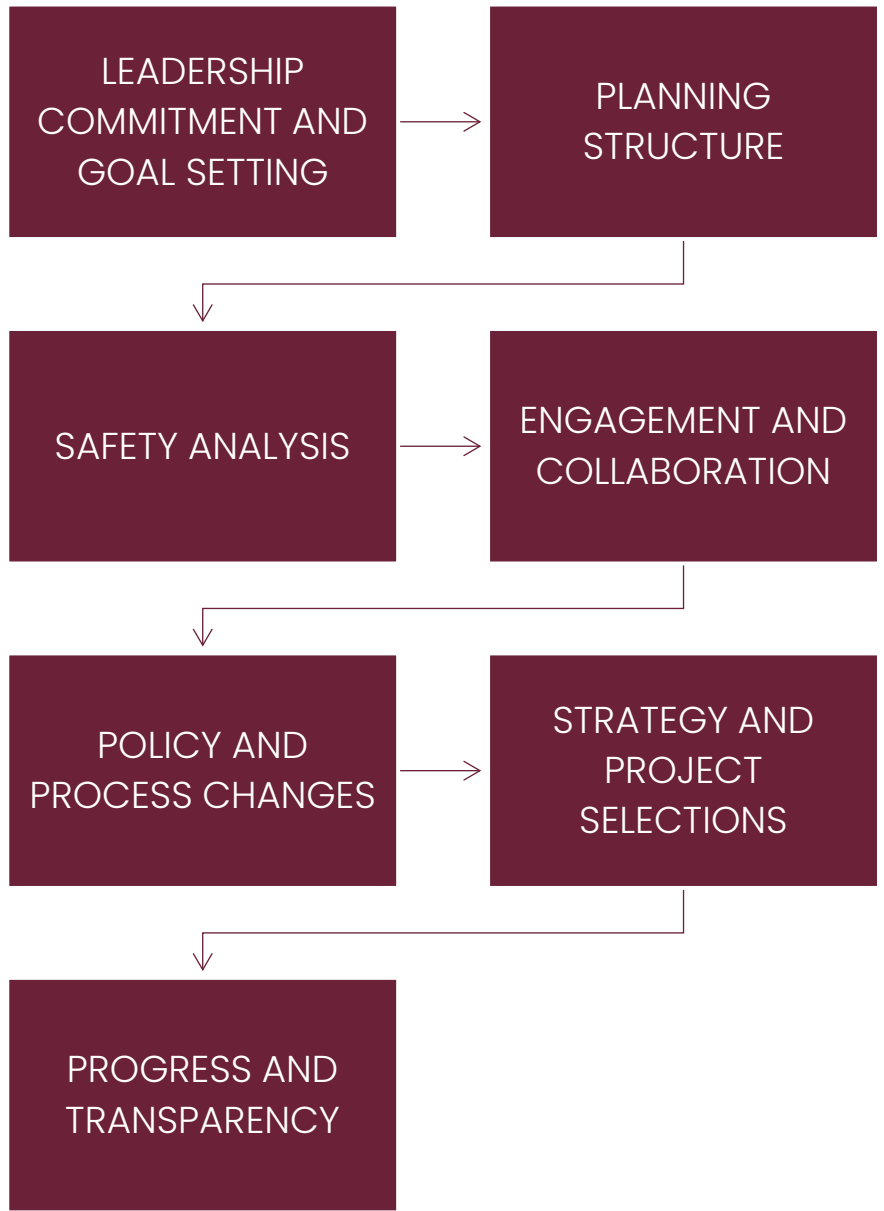 LEADERSHIP
COMMITMENT AND
GOAL SETTING
PLANNING
STRUCTURE
SAFETY ANALYSIS
ENGAGEMENT AND
COLLABORATION
POLICY AND
PROCESS CHANGES
STRATEGY AND
PROJECT
SELECTIONS
PROGRESS AND
TRANSPARENCY